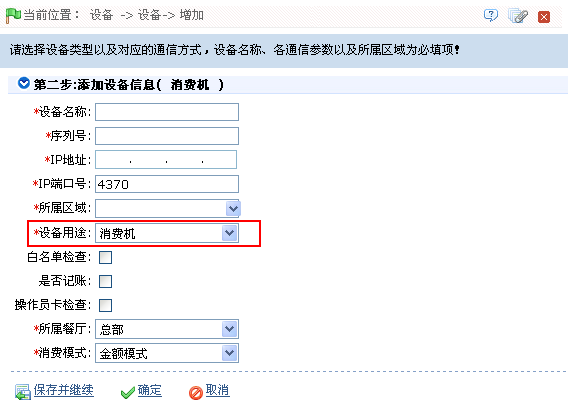 当前位置： 设备 -> 设备-> 增加
请选择设备类型以及对应的通信方式，设备名称、各通信参数以及所属区域为必填项!
第二步:添加设备信息( 消费机 )
*设备名称:
*序列号:
*IP地址: . . .
*IP端口号: 4370
*所属区域:
*设备用途: 消费机
白名单检查:
是否记账:
操作员卡检查:
*所属餐厅: 总部
*消费模式: 金额模式
保存并继续 确定 取消